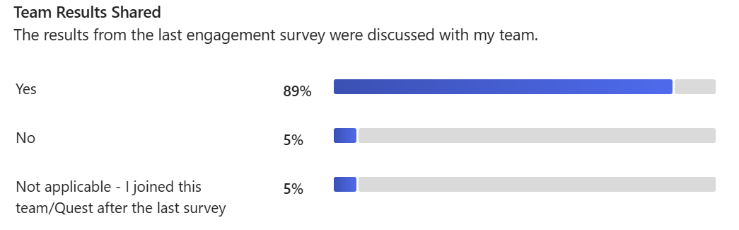 Team Results Shared
The results from the last engagement survey were discussed with my team.
Yes 89%
No 5%
Not applicable - I joined this 5%
team/Quest after the last survey